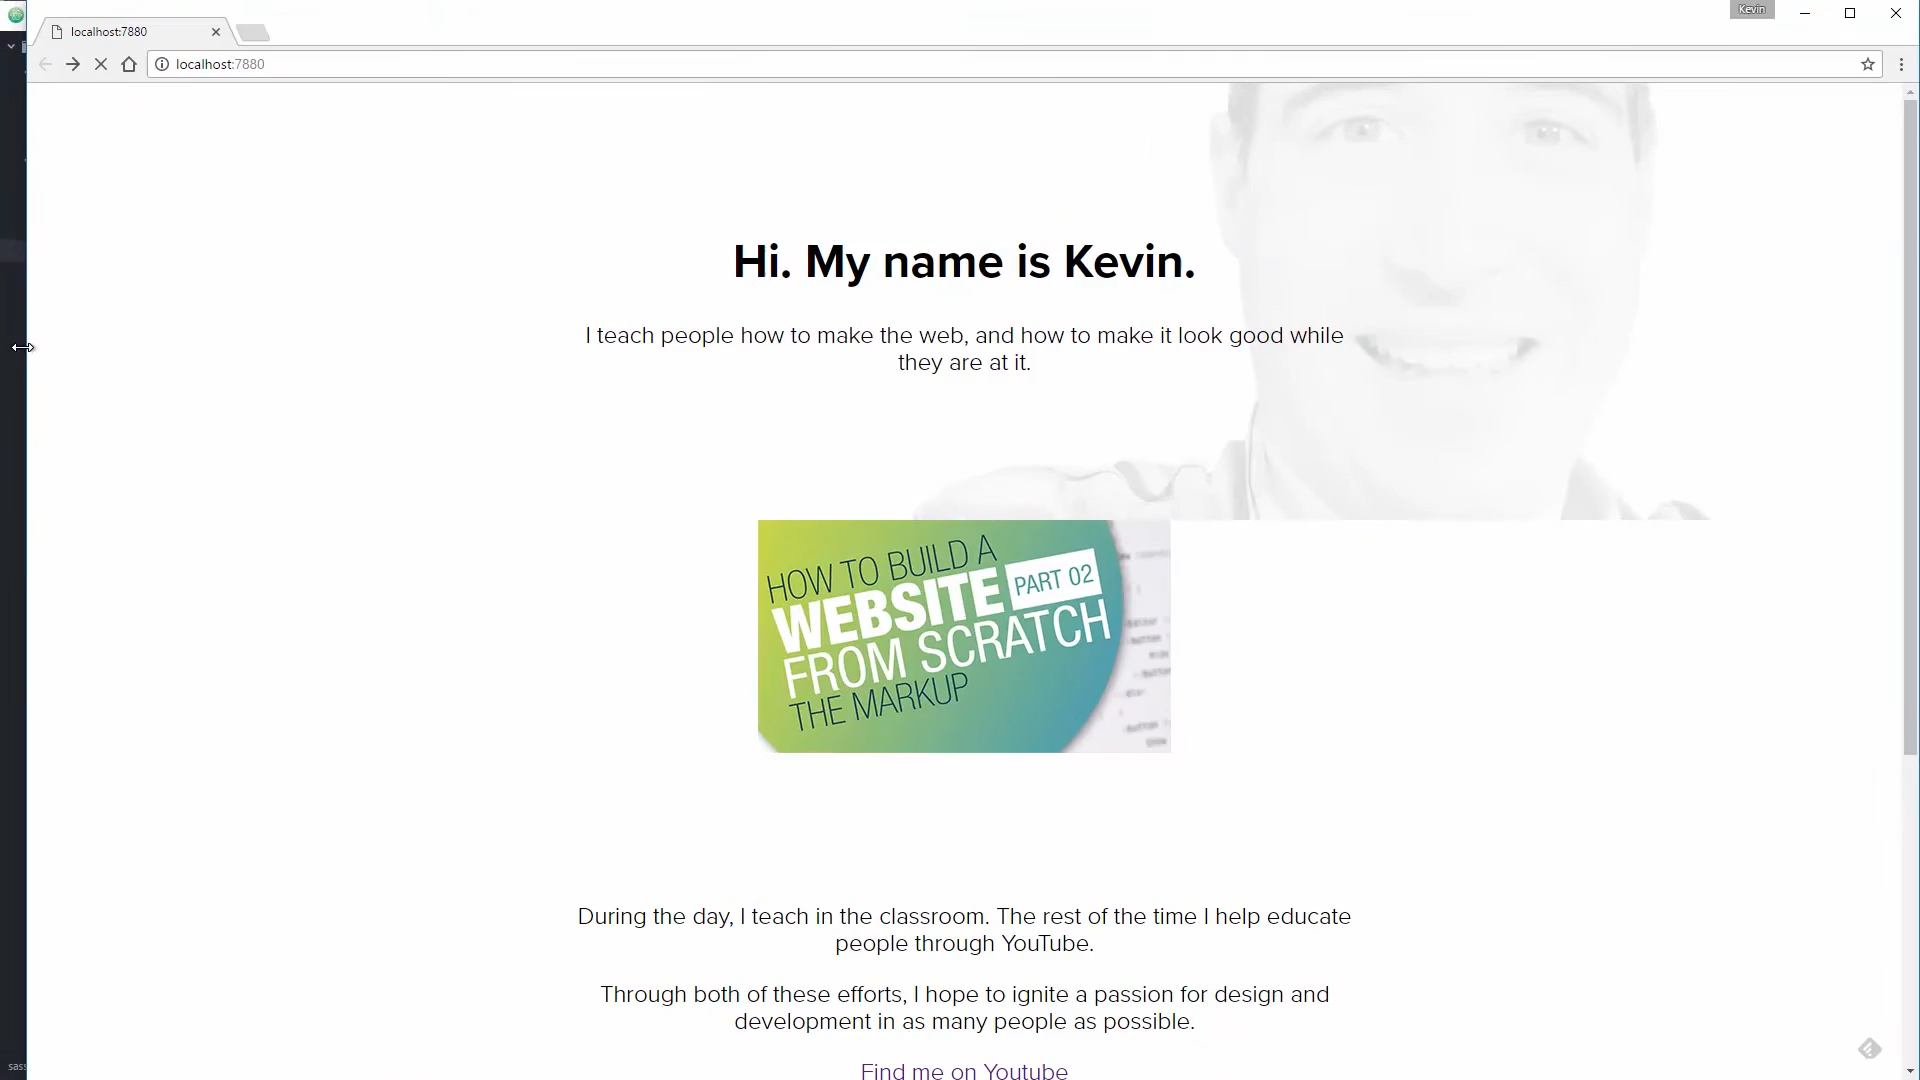 Kevin
localhost:7880
localhost:7880
Hi. My name is Kevin.
I teach people how to make the web, and how to make it look good while
they are at it.
HOW TO BUILD A
WEBSITE PART 02
FROM SCRATCH
THE MARKUP
During the day, I teach in the classroom. The rest of the time I help educate
people through YouTube.
Through both of these efforts, I hope to ignite a passion for design and
development in as many people as possible.
Find me on Youtube